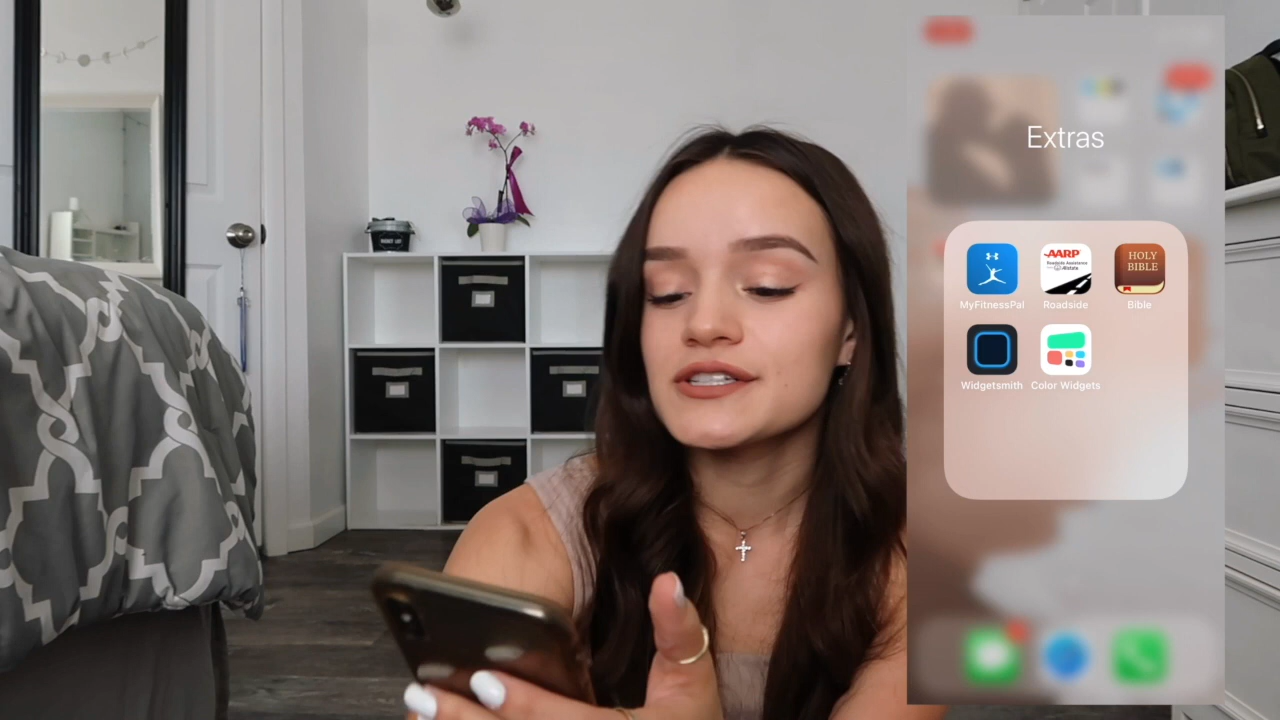 Extras
AARP
Roadside Assistance
Allstate
HOLY
BIBLE
MyFitnessPal
Roadside
Bible
Widgetsmith
Color Widgets